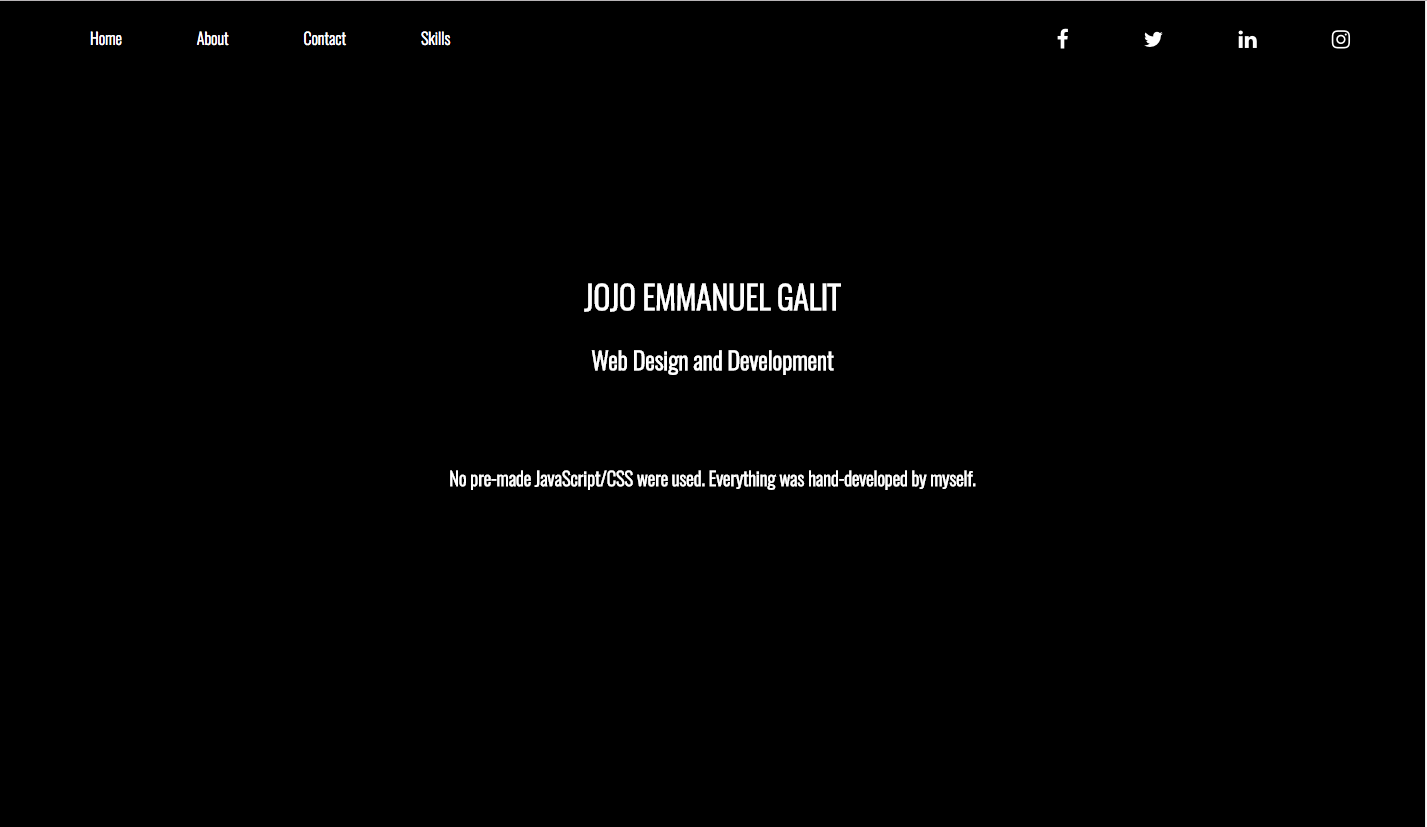 Home About Contact Skills
JOJO EMMANUEL GALIT
Web Design and Development
No pre-made JavaScript/CSS were used. Everything was hand-developed by myself.